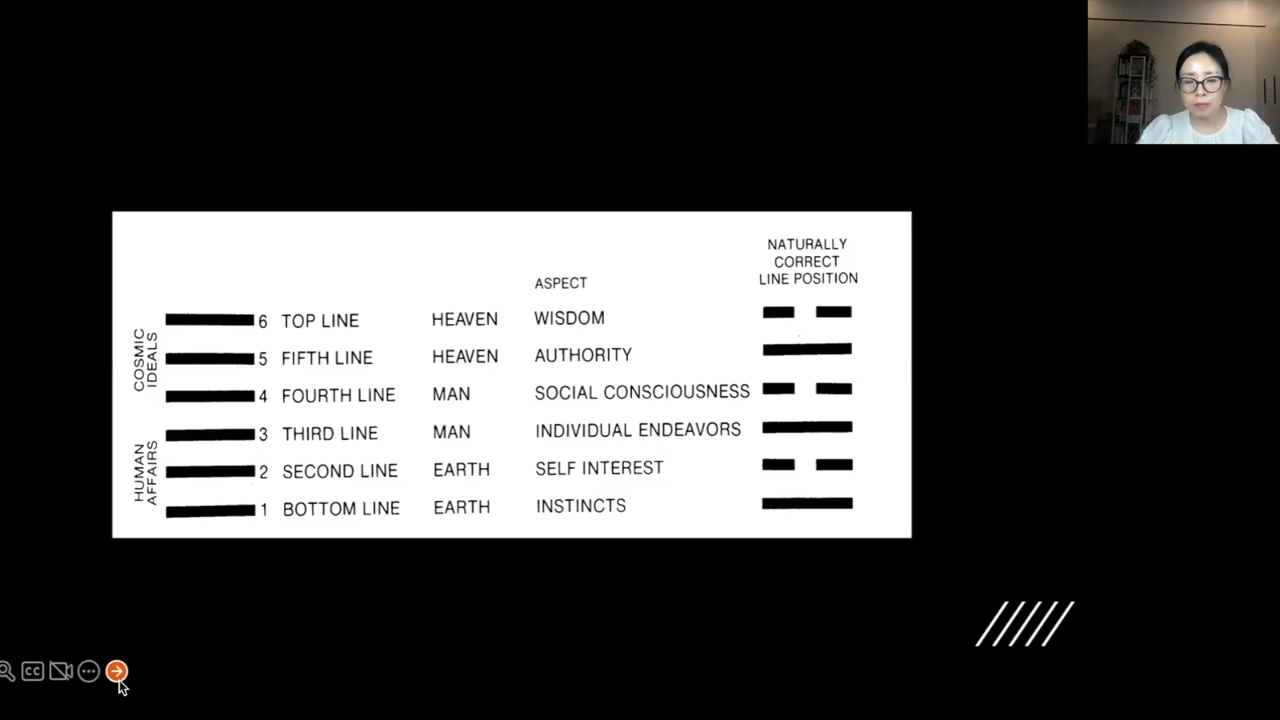 NATURALLY
CORRECT
LINE POSITION
ASPECT
COSMIC
IDEALS
6 TOP LINE HEAVEN WISDOM
5 FIFTH LINE HEAVEN AUTHORITY
4 FOURTH LINE MAN SOCIAL CONSCIOUSNESS
HUMAN
AFFAIRS
3 THIRD LINE MAN INDIVIDUAL ENDEAVORS
2 SECOND LINE EARTH SELF INTEREST
1 BOTTOM LINE EARTH INSTINCTS
CC